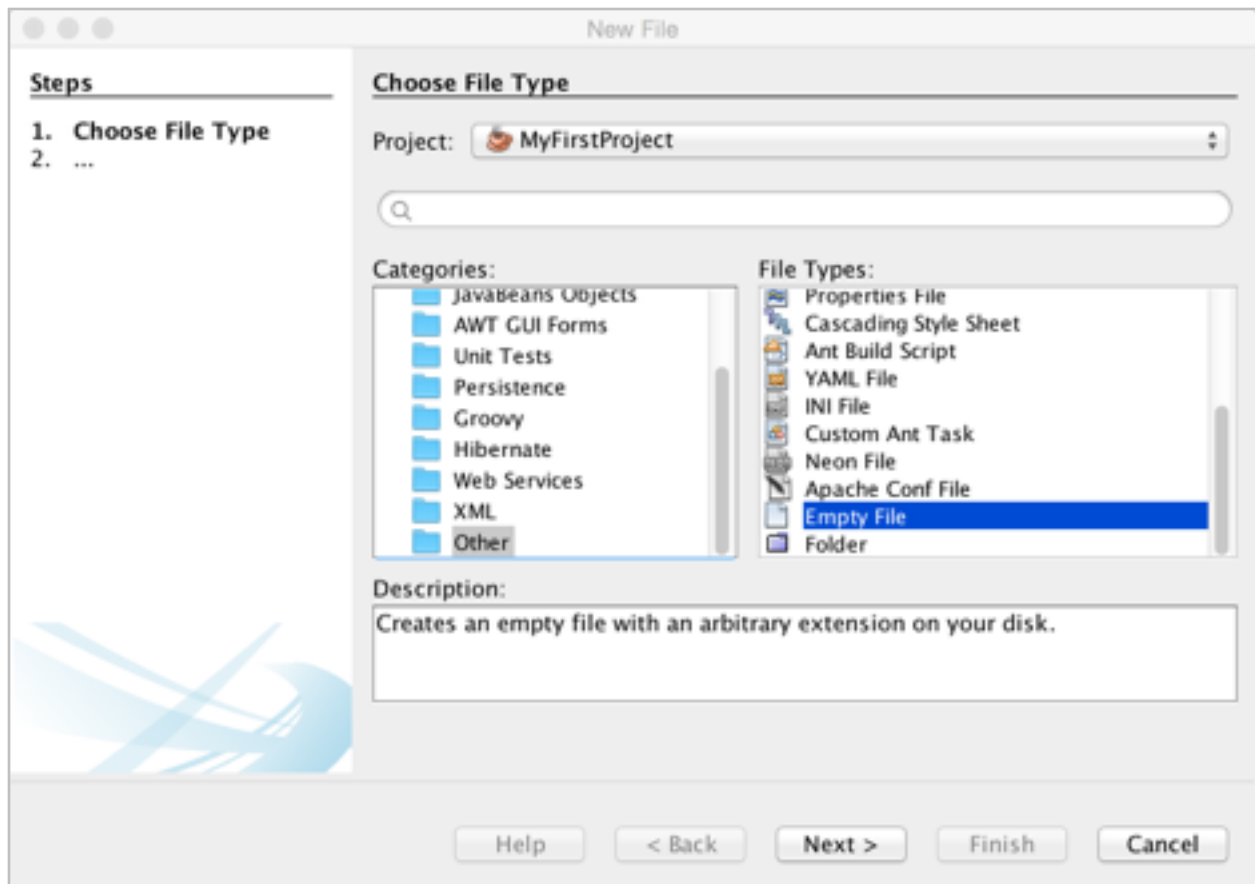 New File
Steps
1. Choose File Type
2. ...
Choose File Type
Project: MyFirstProject
Categories:
JavaBeans Objects
AWT GUI Forms
Unit Tests
Persistence
Groovy
Hibernate
Web Services
XML
Other
File Types:
Properties File
Cascading Style Sheet
Ant Build Script
YAML File
INI File
Custom Ant Task
Neon File
Apache Conf File
Empty File
Folder
Description:
Creates an empty file with an arbitrary extension on your disk.
Help < Back Next > Finish Cancel